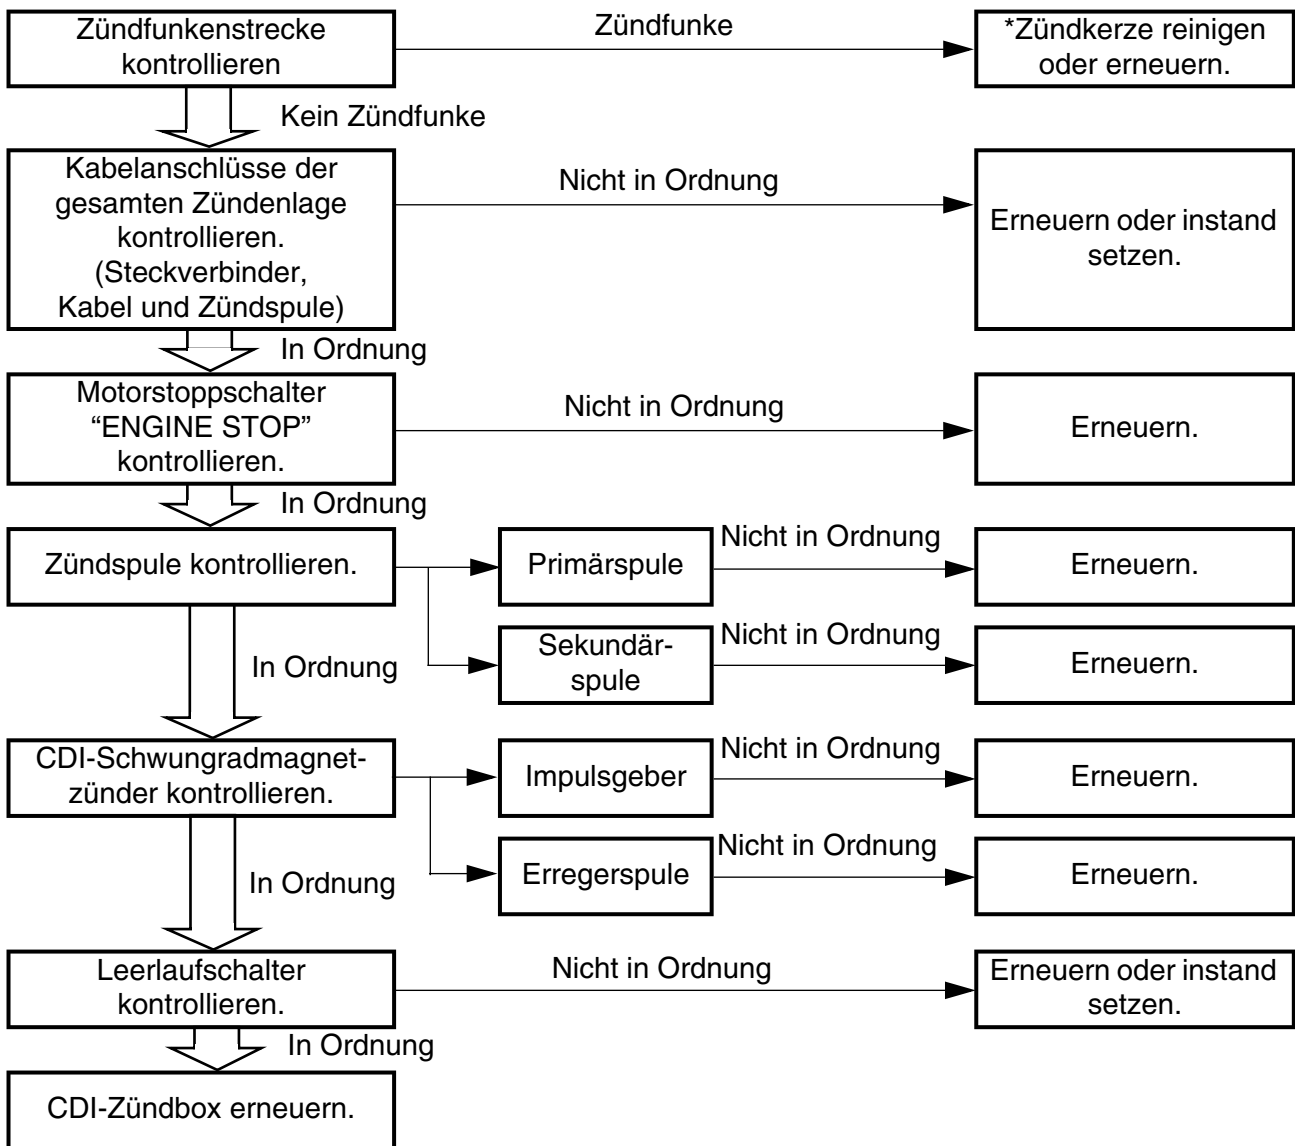 Zündfunkenstrecke
kontrollieren
Zündfunke
*Zündkerze reinigen
oder erneuern.
Kein Zündfunke
Kabelanschlüsse der
gesamten Zündenlage
kontrollieren.
(Steckverbinder,
Kabel und Zündspule)
Nicht in Ordnung
Erneuern oder instand
setzen.
In Ordnung
Motorstoppschalter
“ENGINE STOP”
kontrollieren.
Nicht in Ordnung
Erneuern.
In Ordnung
Zündspule kontrollieren.
Primärspule
Nicht in Ordnung
Erneuern.
Sekundär-
spule
Nicht in Ordnung
Erneuern.
In Ordnung
CDI-Schwungradmagnet-
zünder kontrollieren.
Impulsgeber
Nicht in Ordnung
Erneuern.
Erregerspule
Nicht in Ordnung
Erneuern.
In Ordnung
Leerlaufschalter
kontrollieren.
Nicht in Ordnung
Erneuern oder instand
setzen.
In Ordnung
CDI-Zündbox erneuern.